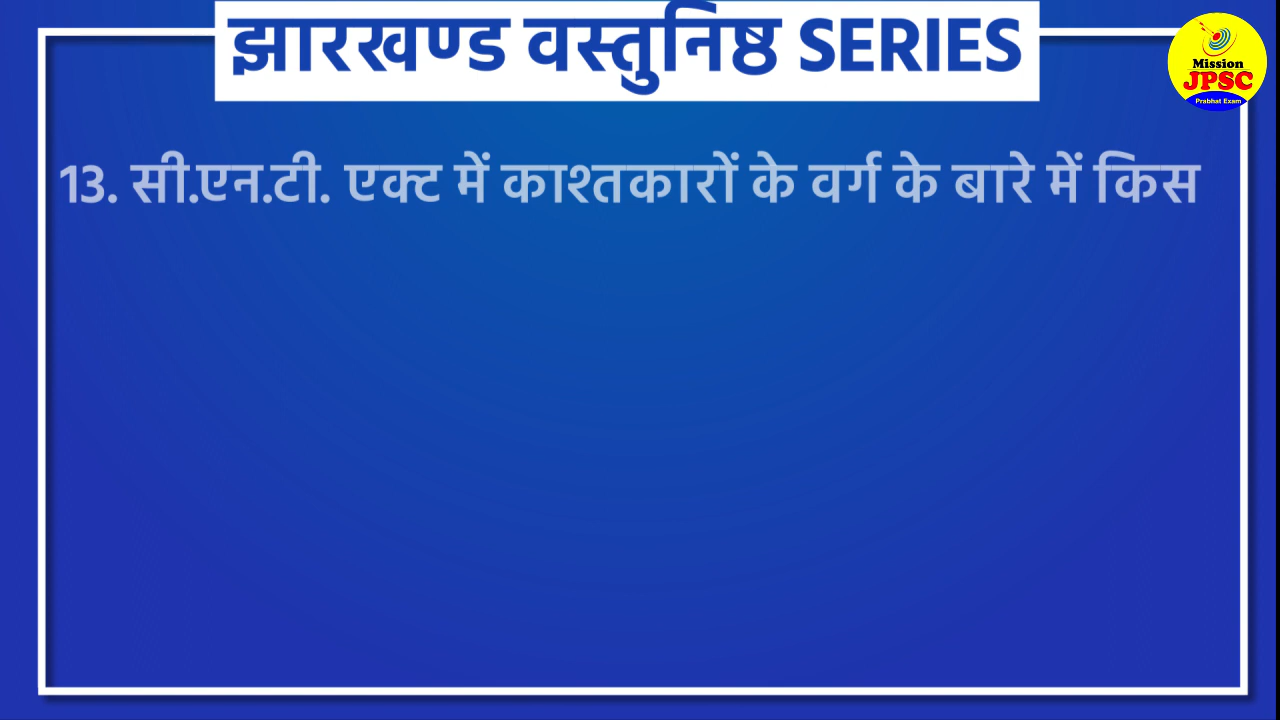 झारखण्ड वस्तुनिष्ठ SERIES
Mission
JPSC
Prabhat Exam
13. सी.एन.टी. एक्ट में काश्तकारों के वर्ग के बारे में किस